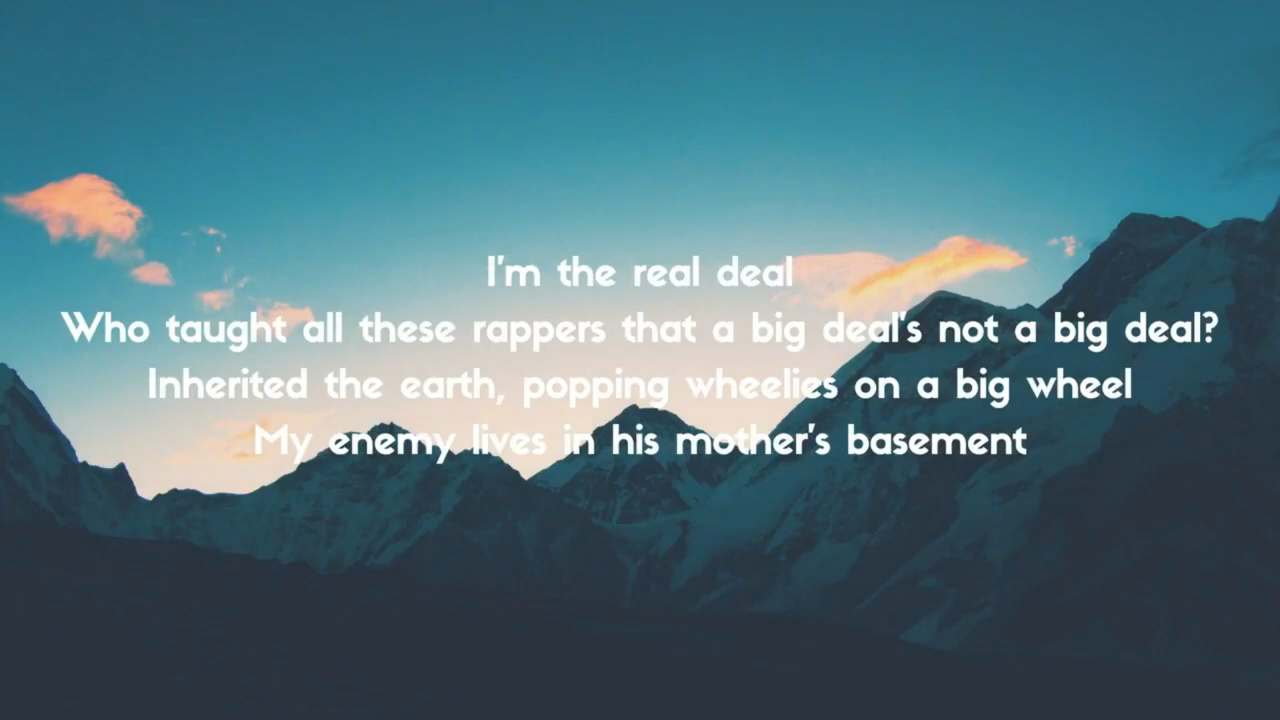 I'm the real deal
Who taught all these rappers that a big deal's not a big deal?
Inherited the earth, popping wheelies on a big wheel
My enemy lives in his mother's basement